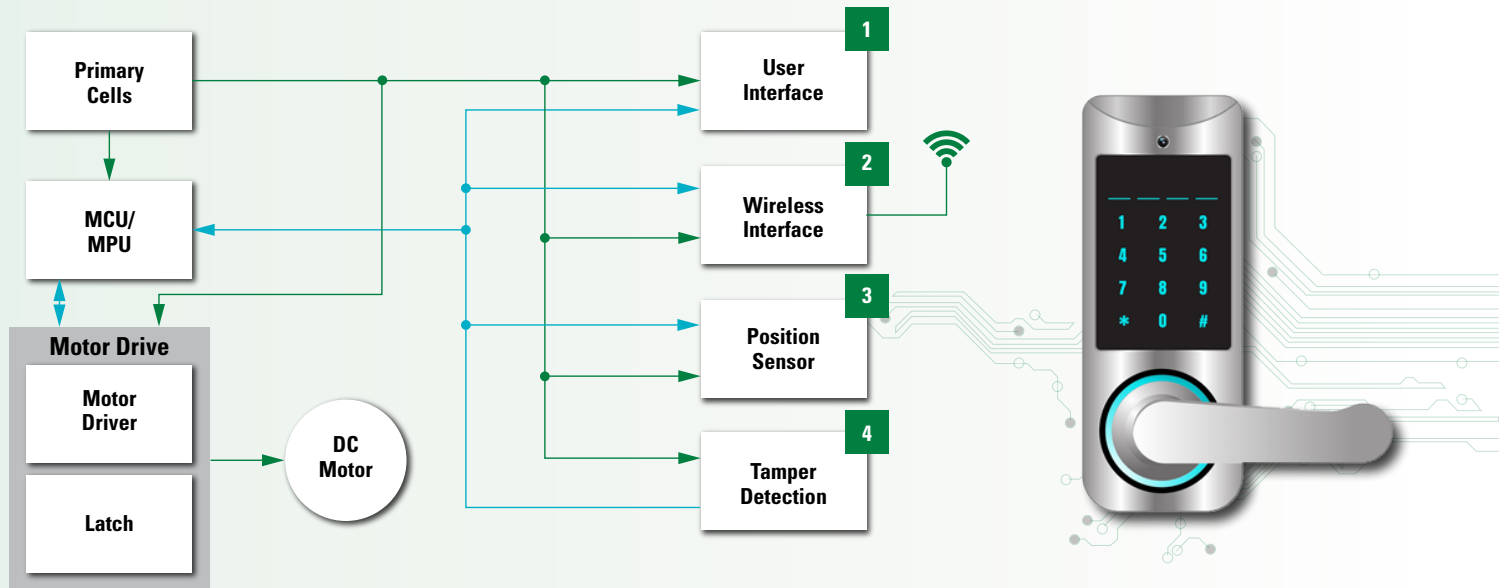 Primary
Cells
MCU/
MPU
Motor Drive
Motor
Driver
Latch
DC
Motor
1
User
Interface
2
Wireless
Interface
3
Position
Sensor
4
Tamper
Detection
1 2 3
4 5 6
7 8 9
* 0 #